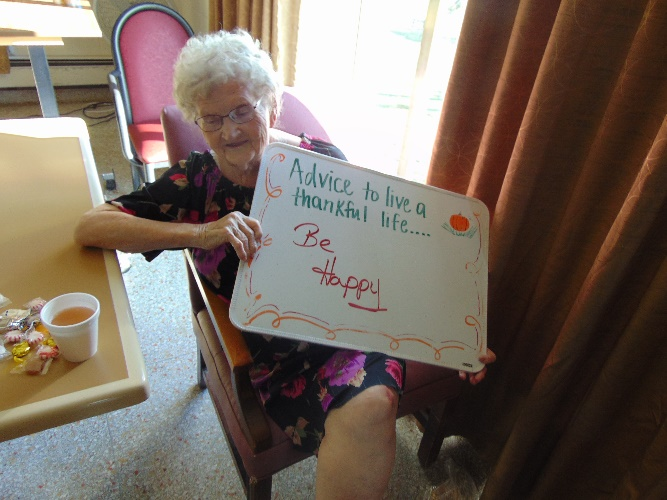 Advice to live a
thankful life....
Be
Happy